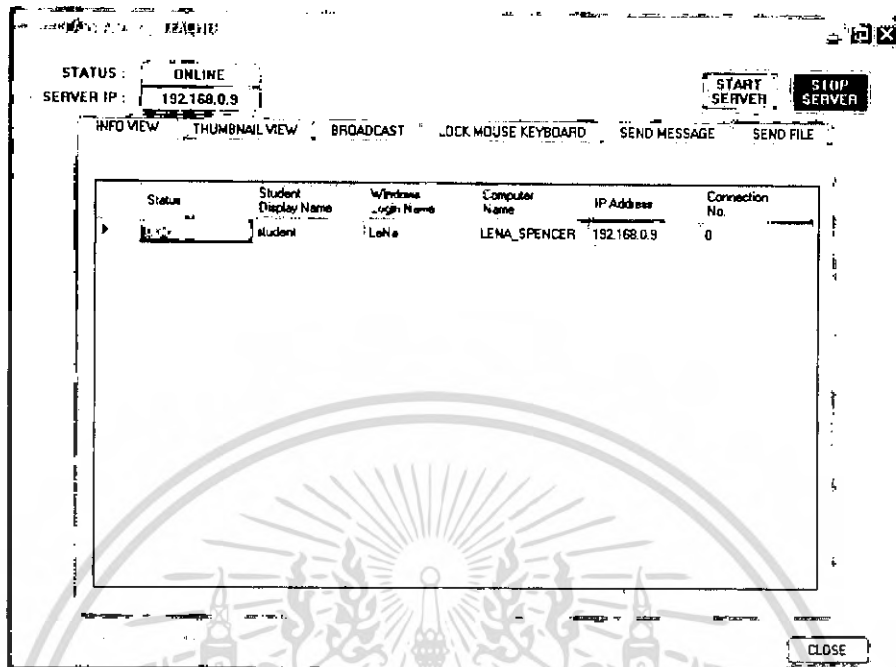 STATUS : ONLINE
SERVER IP : 192.168.0.9
START SERVER
STOP SERVER
INFO VIEW THUMBNAIL VIEW BROADCAST LOCK MOUSE KEYBOARD SEND MESSAGE SEND FILE
Status Student Display Name Windows Login Name Computer Name IP Address Connection No.
student LeNa LENA_SPENCER 192.168.0.9 0
CLOSE